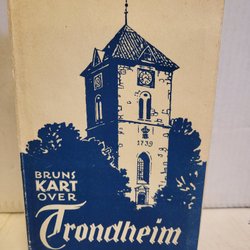 1739
BRUNS
KART
OVER
Trondheim